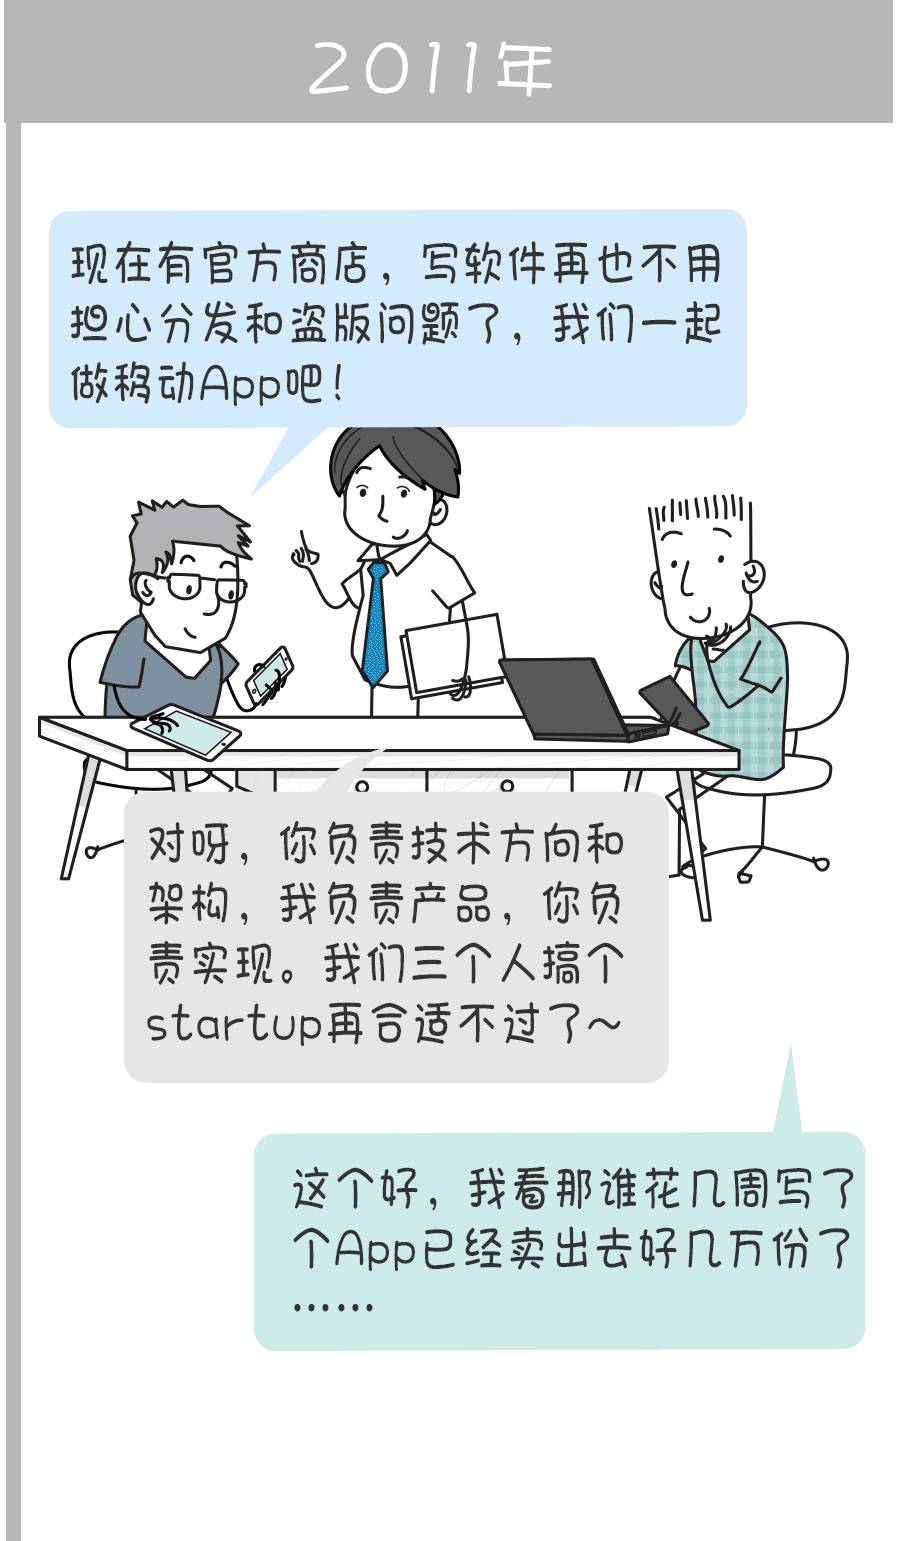 2011年
现在有官方商店，写软件再也不用
担心分发和盗版问题了，我们一起
做移动App吧！
对呀，你负责技术方向和
架构，我负责产品，你负
责实现。我们三个人搞个
startup再合适不过了～
这个好，我看那谁花几周写了
个App已经卖出去好几万份了
……